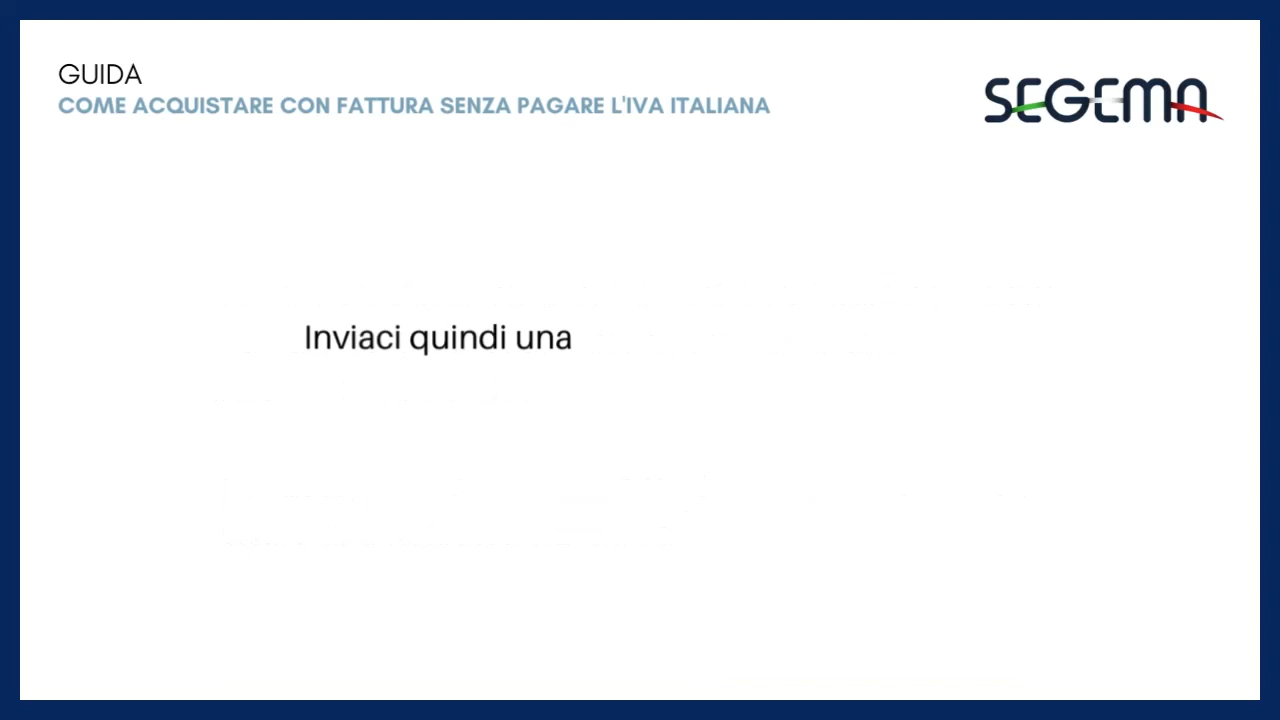 GUIDA
COME ACQUISTARE CON FATTURA SENZA PAGARE L'IVA ITALIANA
SEGEMA
Inviaci quindi una